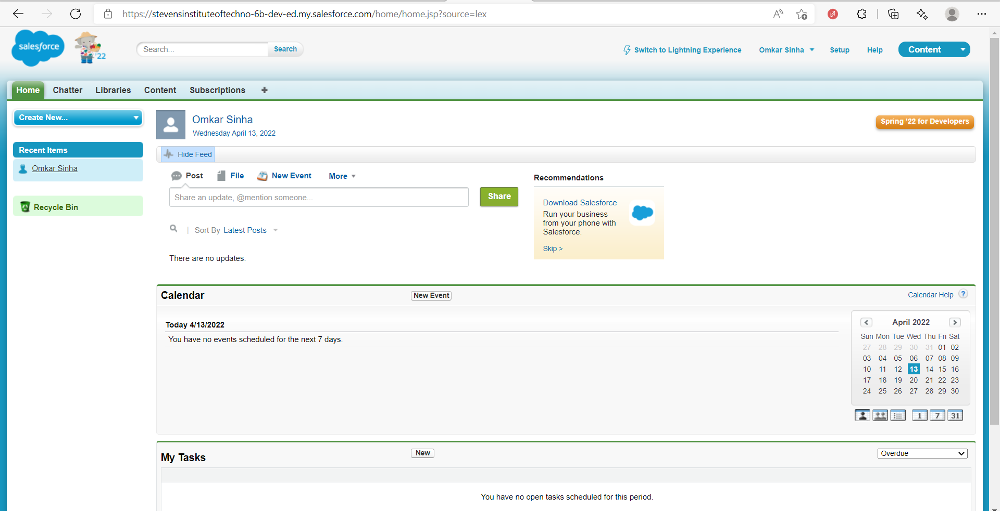 https://stevensinstituteoftechno-6b-dev-ed.my.salesforce.com/home/home.jsp?source=lex
salesforce
'22
Search...
Search
Switch to Lightning Experience
Omkar Sinha
Setup
Help
Content
Home
Chatter
Libraries
Content
Subscriptions
Create New...
Recent Items
Omkar Sinha
Recycle Bin
Omkar Sinha
Wednesday April 13, 2022
Spring '22 for Developers
Hide Feed
Post
File
New Event
More
Share an update, @mention someone...
Share
Sort By Latest Posts
There are no updates.
Recommendations
Download Salesforce
Run your business
from your phone with
Salesforce.
Skip >
Calendar
New Event
Calendar Help ?
Today 4/13/2022
You have no events scheduled for the next 7 days.
April 2022
Sun Mon Tue Wed Thu Fri Sat
27 28 29 30 31 01 02
03 04 05 06 07 08 09
10 11 12 13 14 15 16
17 18 19 20 21 22 23
24 25 26 27 28 29 30
1 7 31
My Tasks
New
Overdue
You have no open tasks scheduled for this period.